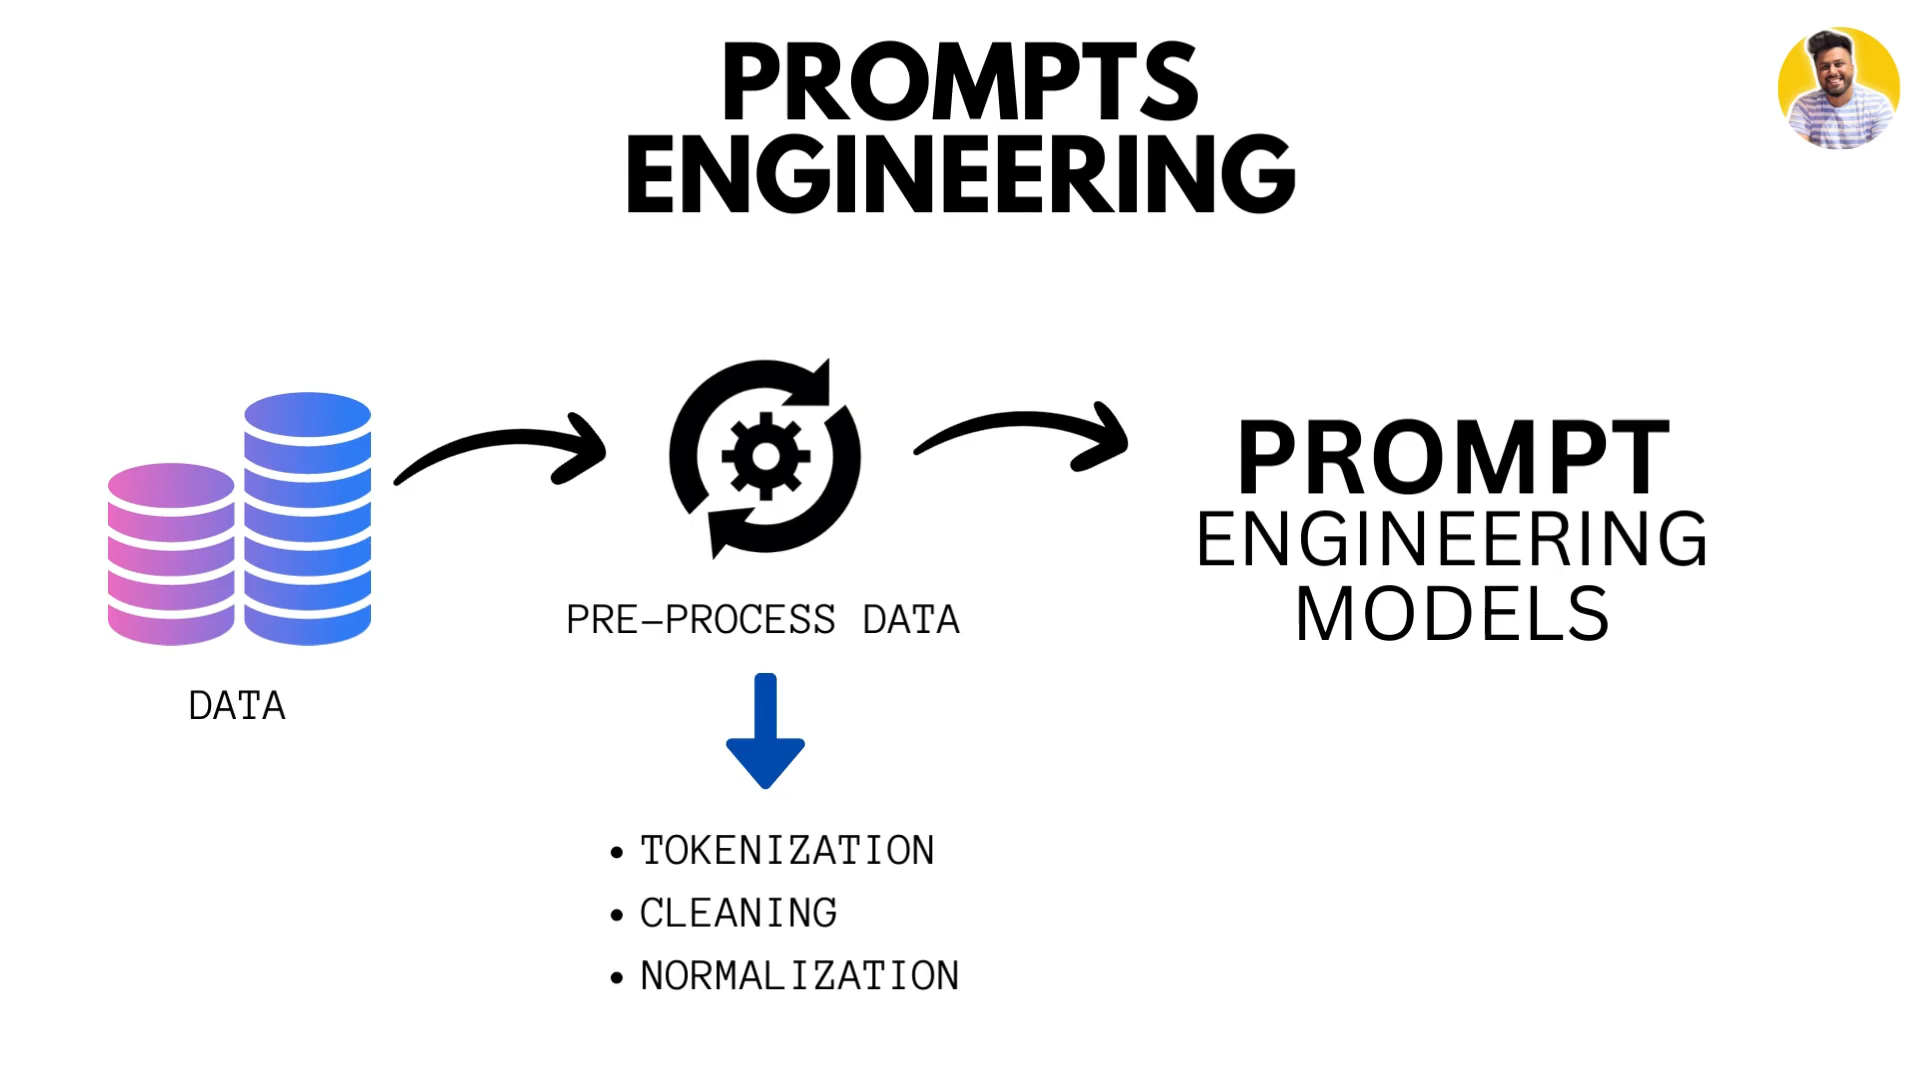 PROMPTS
ENGINEERING
DATA
PRE-PROCESS DATA
• TOKENIZATION
• CLEANING
• NORMALIZATION
PROMPT
ENGINEERING
MODELS